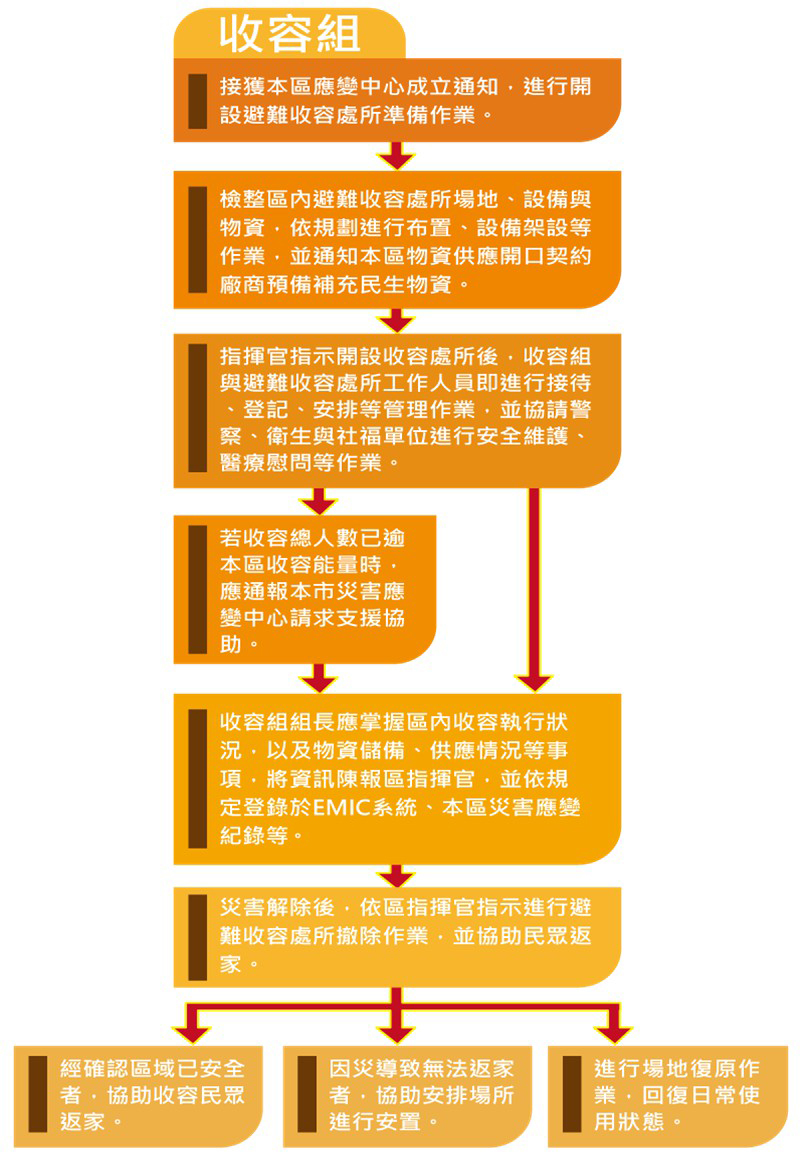 收容組
接獲本區應變中心成立通知，進行開
設避難收容處所準備作業。
檢整區內避難收容處所場地、設備與
物資，依規劃進行布置、設備架設等
作業，並通知本區物資供應開口契約
廠商預備補充民生物資。
指揮官指示開設收容處所後，收容組
與避難收容處所工作人員即進行接待
、登記、安排等管理作業，並協請警
察、衛生與社福單位進行安全維護、
醫療慰問等作業。
若收容總人數已逾
本區收容能量時，
應通報本市災害應
變中心請求支援協
助。
收容組組長應掌握區內收容執行狀
況，以及物資儲備、供應情況等事
項，將資訊陳報區指揮官，並依規
定登錄於EMIC系統、本區災害應變
紀錄等。
災害解除後，依區指揮官指示進行避
難收容處所撤除作業，並協助民眾返
家。
經確認區域已安全
者，協助收容民眾
返家。
因災導致無法返家
者，協助安排場所
進行安置。
進行場地復原作
業，回復日常使
用狀態。